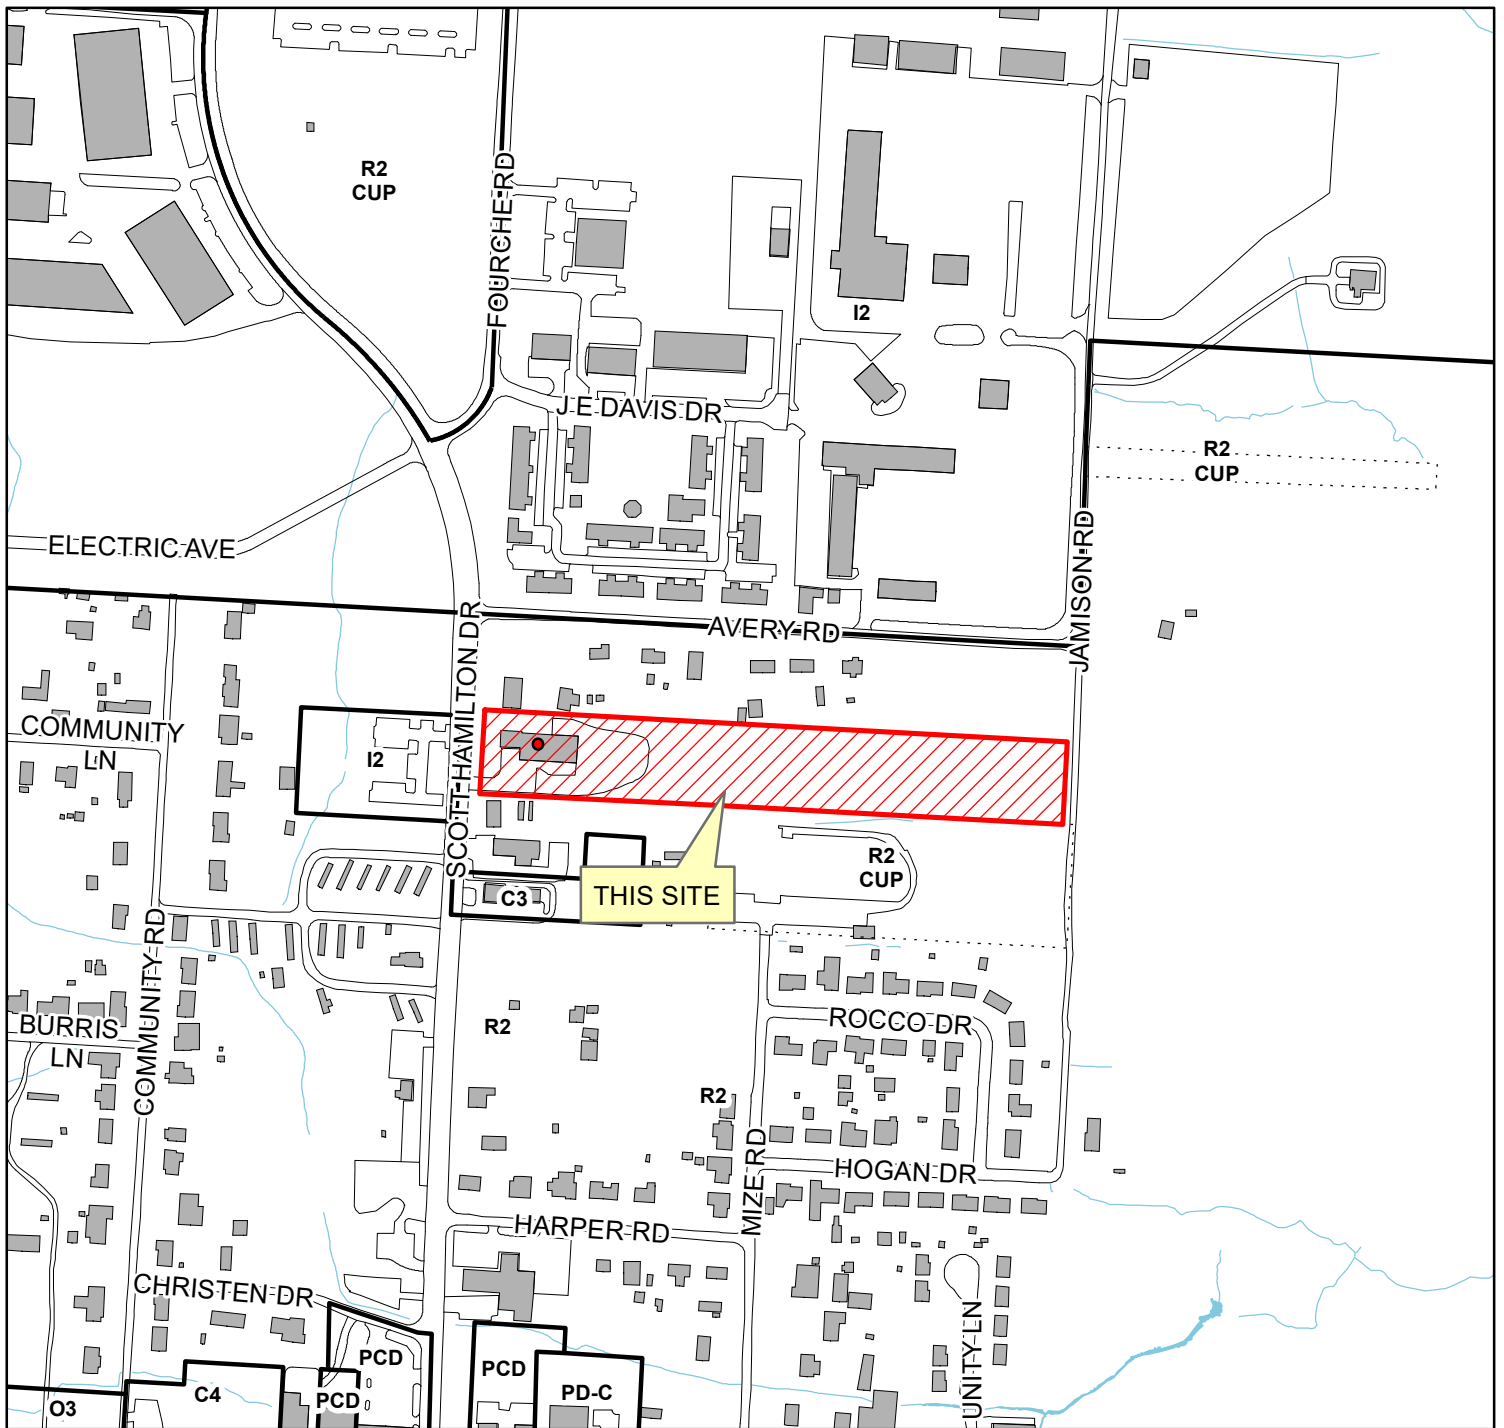 R2
CUP
FOURCHE RD
I2
J E DAVIS DR
R2
CUP
ELECTRIC AVE
JAMISON RD
SCOTT HAMILTON DR
AVERY RD
COMMUNITY
LN
I2
R2
CUP
THIS SITE
C3
COMMUNITY RD
BURRIS
LN
R2
ROCCO DR
R2
MIZE RD
HOGAN DR
HARPER RD
CHRISTEN DR
UNITY LN
PCD
PCD
PD-C
C4
PCD
O3